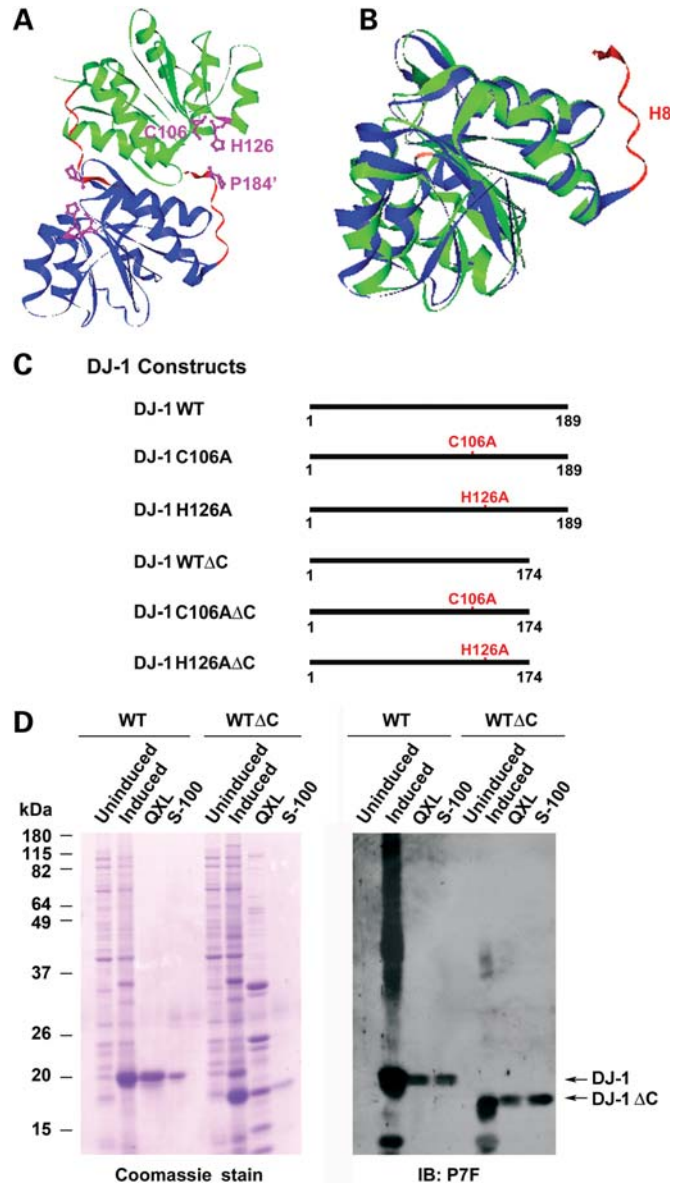 A
B
C106
H126
P184'
H8
C
DJ-1 Constructs
DJ-1 WT
1
189
DJ-1 C106A
C106A
1
189
DJ-1 H126A
H126A
1
189
DJ-1 WTΔC
1
174
DJ-1 C106AΔC
C106A
1
174
DJ-1 H126AΔC
H126A
1
174
D
WT
WTΔC
WT
WTΔC
Uninduced
Induced
QXL
S-100
Uninduced
Induced
QXL
S-100
Uninduced
Induced
QXL
S-100
Uninduced
Induced
QXL
S-100
kDa
180
115
82
64
49
37
26
20
15
DJ-1
DJ-1 ΔC
Coomassie stain
IB: P7F